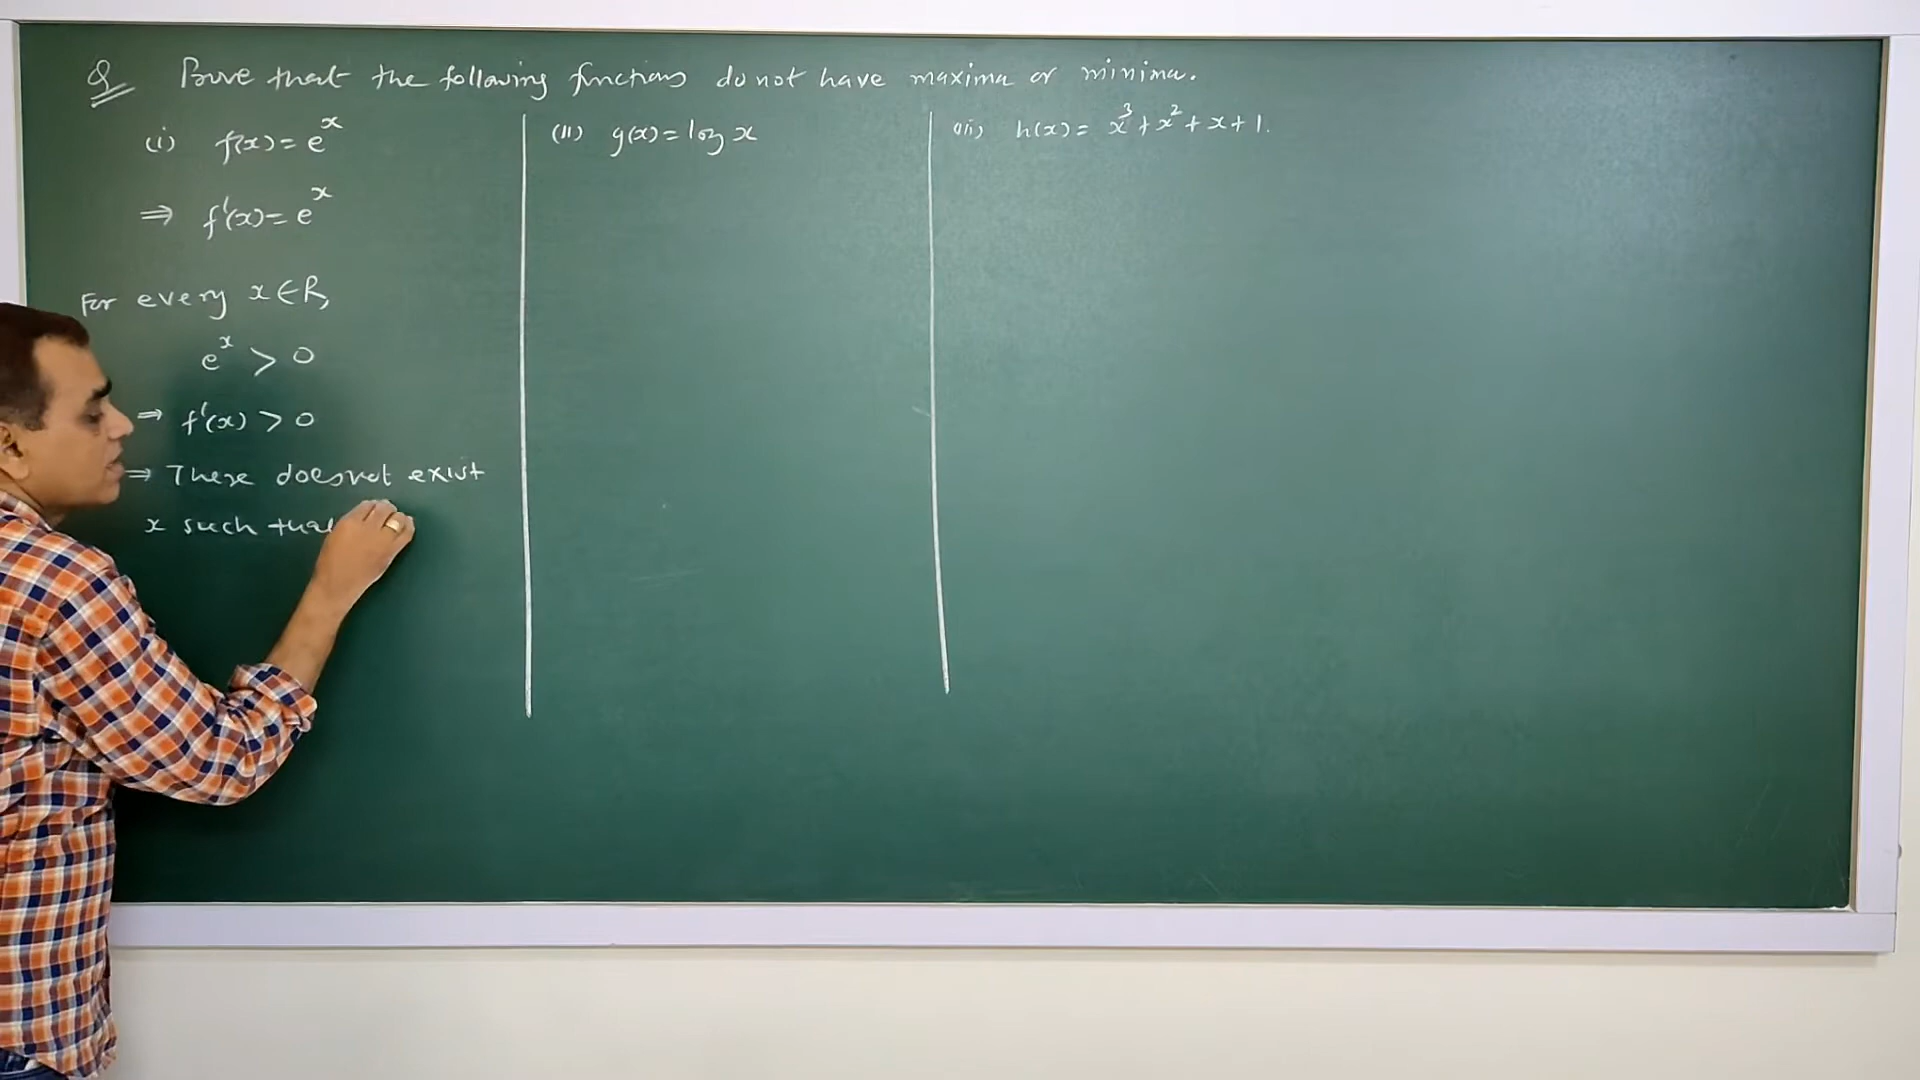 Q Prove that the following functions do not have maxima or minima.
(i) f(x) = e^x
⇒ f'(x) = e^x
For every x ∈ R,
e^x > 0
⇒ f'(x) > 0
⇒ There does not exist
x such that
(ii) g(x) = log x
(iii) h(x) = x^3 + x^2 + x + 1.